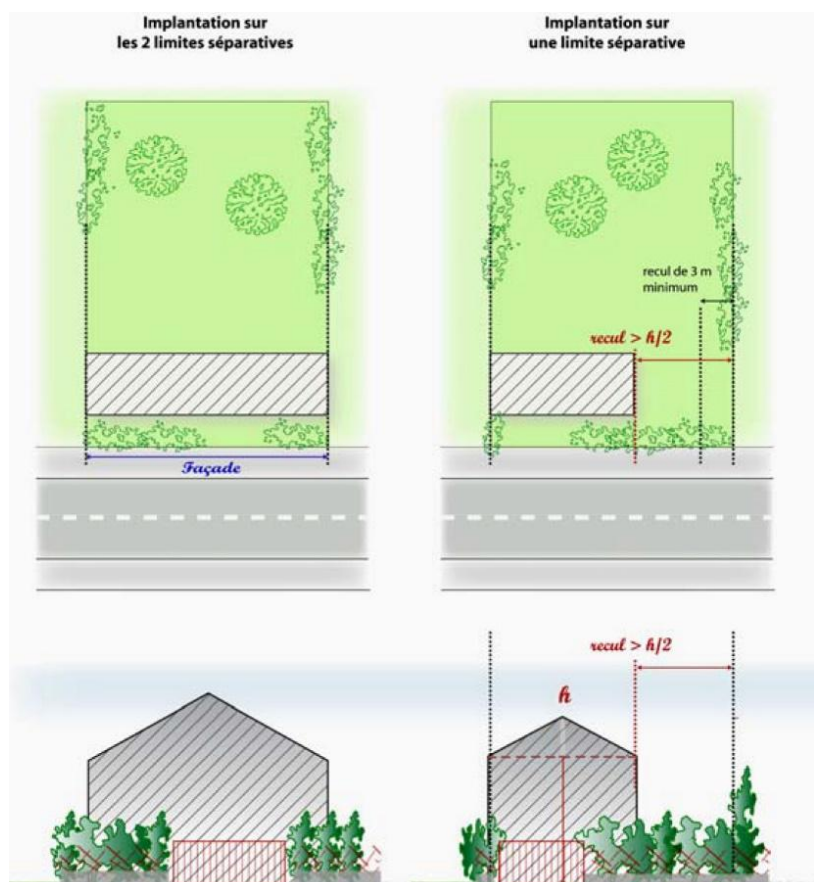 Implantation sur
les 2 limites séparatives
Implantation sur
une limite séparative
recul de 3 m
minimum
recul > h/2
Façade
recul > h/2
h